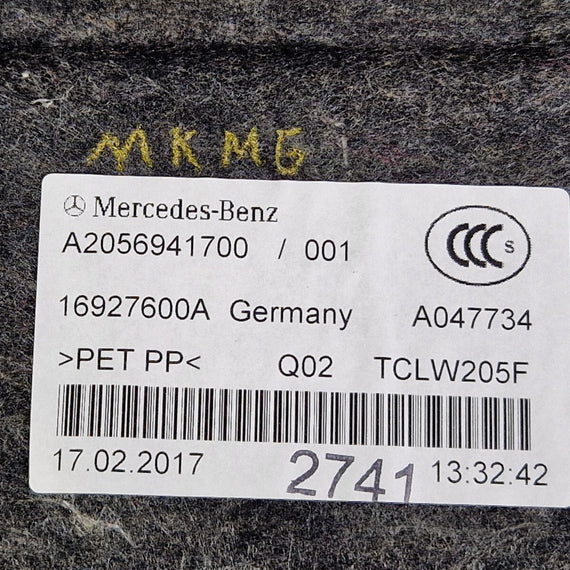 MKMG
Mercedes-Benz
A2056941700 / 001
CCC S
16927600A Germany A047734
>PET PP< Q02 TCLW205F
17.02.2017 2741 13:32:42